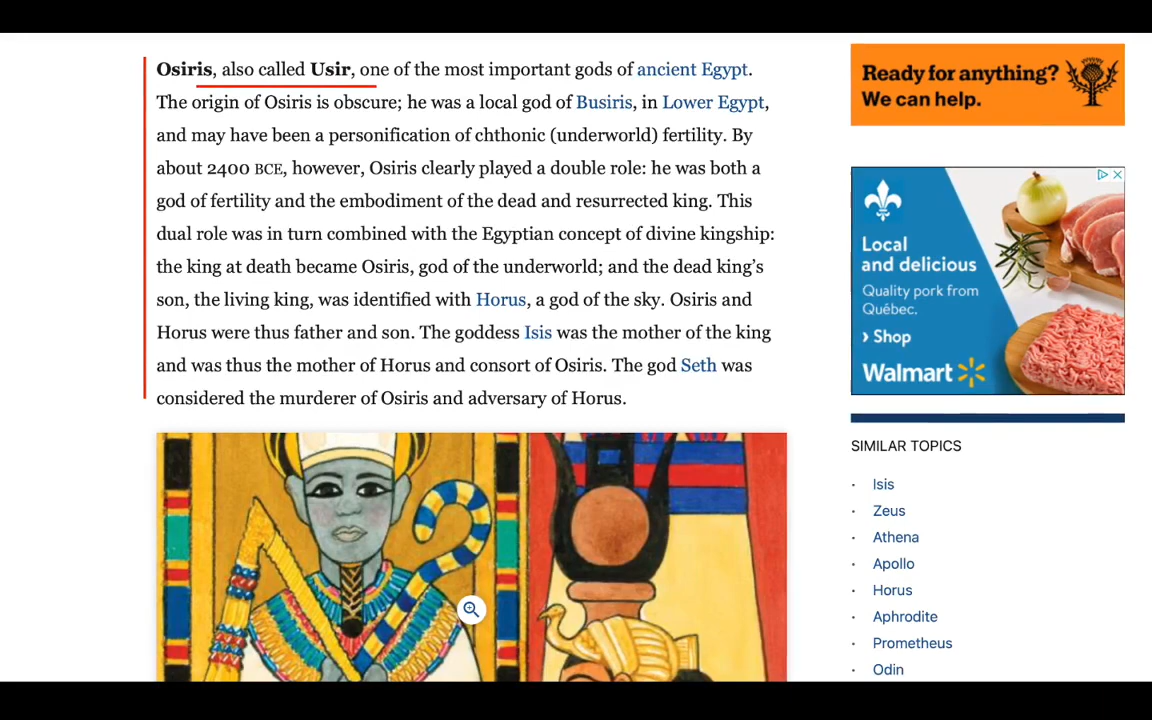 Osiris, also called Usir, one of the most important gods of ancient Egypt.
The origin of Osiris is obscure; he was a local god of Busiris, in Lower Egypt,
and may have been a personification of chthonic (underworld) fertility. By
about 2400 BCE, however, Osiris clearly played a double role: he was both a
god of fertility and the embodiment of the dead and resurrected king. This
dual role was in turn combined with the Egyptian concept of divine kingship:
the king at death became Osiris, god of the underworld; and the dead king’s
son, the living king, was identified with Horus, a god of the sky. Osiris and
Horus were thus father and son. The goddess Isis was the mother of the king
and was thus the mother of Horus and consort of Osiris. The god Seth was
considered the murderer of Osiris and adversary of Horus.
Ready for anything?
We can help.
Local
and delicious
Quality pork from
Québec.
› Shop
Walmart
SIMILAR TOPICS
· Isis
· Zeus
· Athena
· Apollo
· Horus
· Aphrodite
· Prometheus
· Odin